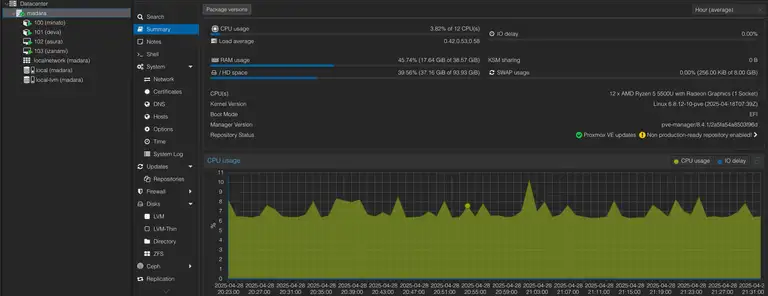 Datacenter
madara
100 (minato)
101 (deva)
102 (asura)
103 (izanami)
localnetwork (madara)
local (madara)
local-lvm (madara)
Search
Summary
Notes
Shell
System
Network
Certificates
DNS
Hosts
Options
Time
System Log
Updates
Repositories
Firewall
Disks
LVM
LVM-Thin
Directory
ZFS
Ceph
Replication
Package versions
Hour (average)
CPU usage 3.82% of 12 CPU(s)
IO delay 0.00%
Load average 0.42,0.53,0.58
RAM usage 45.74% (17.64 GiB of 38.57 GiB)
KSM sharing 0 B
/ HD space 39.56% (37.16 GiB of 93.93 GiB)
SWAP usage 0.00% (256.00 KiB of 8.00 GiB)
CPU(s) 12 x AMD Ryzen 5 5500U with Radeon Graphics (1 Socket)
Kernel Version Linux 6.8.12-10-pve (2025-04-18T07:39Z)
Boot Mode EFI
Manager Version pve-manager/8.4.1/2a5fa54a8503f96d
Repository Status Proxmox VE updates Non production-ready repository enabled!
CPU usage
CPU usage IO delay
11
10
9
8
7
6
5
4
3
2
1
0
%
2025-04-28 20:23:00
2025-04-28 20:27:00
2025-04-28 20:31:00
2025-04-28 20:35:00
2025-04-28 20:39:00
2025-04-28 20:43:00
2025-04-28 20:47:00
2025-04-28 20:51:00
2025-04-28 20:55:00
2025-04-28 20:59:00
2025-04-28 21:03:00
2025-04-28 21:07:00
2025-04-28 21:11:00
2025-04-28 21:15:00
2025-04-28 21:19:00
2025-04-28 21:23:00
2025-04-28 21:27:00
2025-04-2 21:31:00